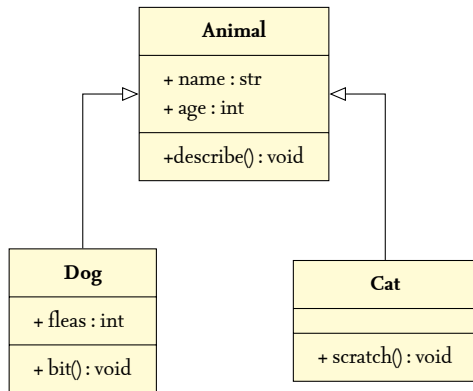 Animal
+ name : str
+ age : int
+describe() : void
Dog
+ fleas : int
+ bit() : void
Cat
+ scratch() : void